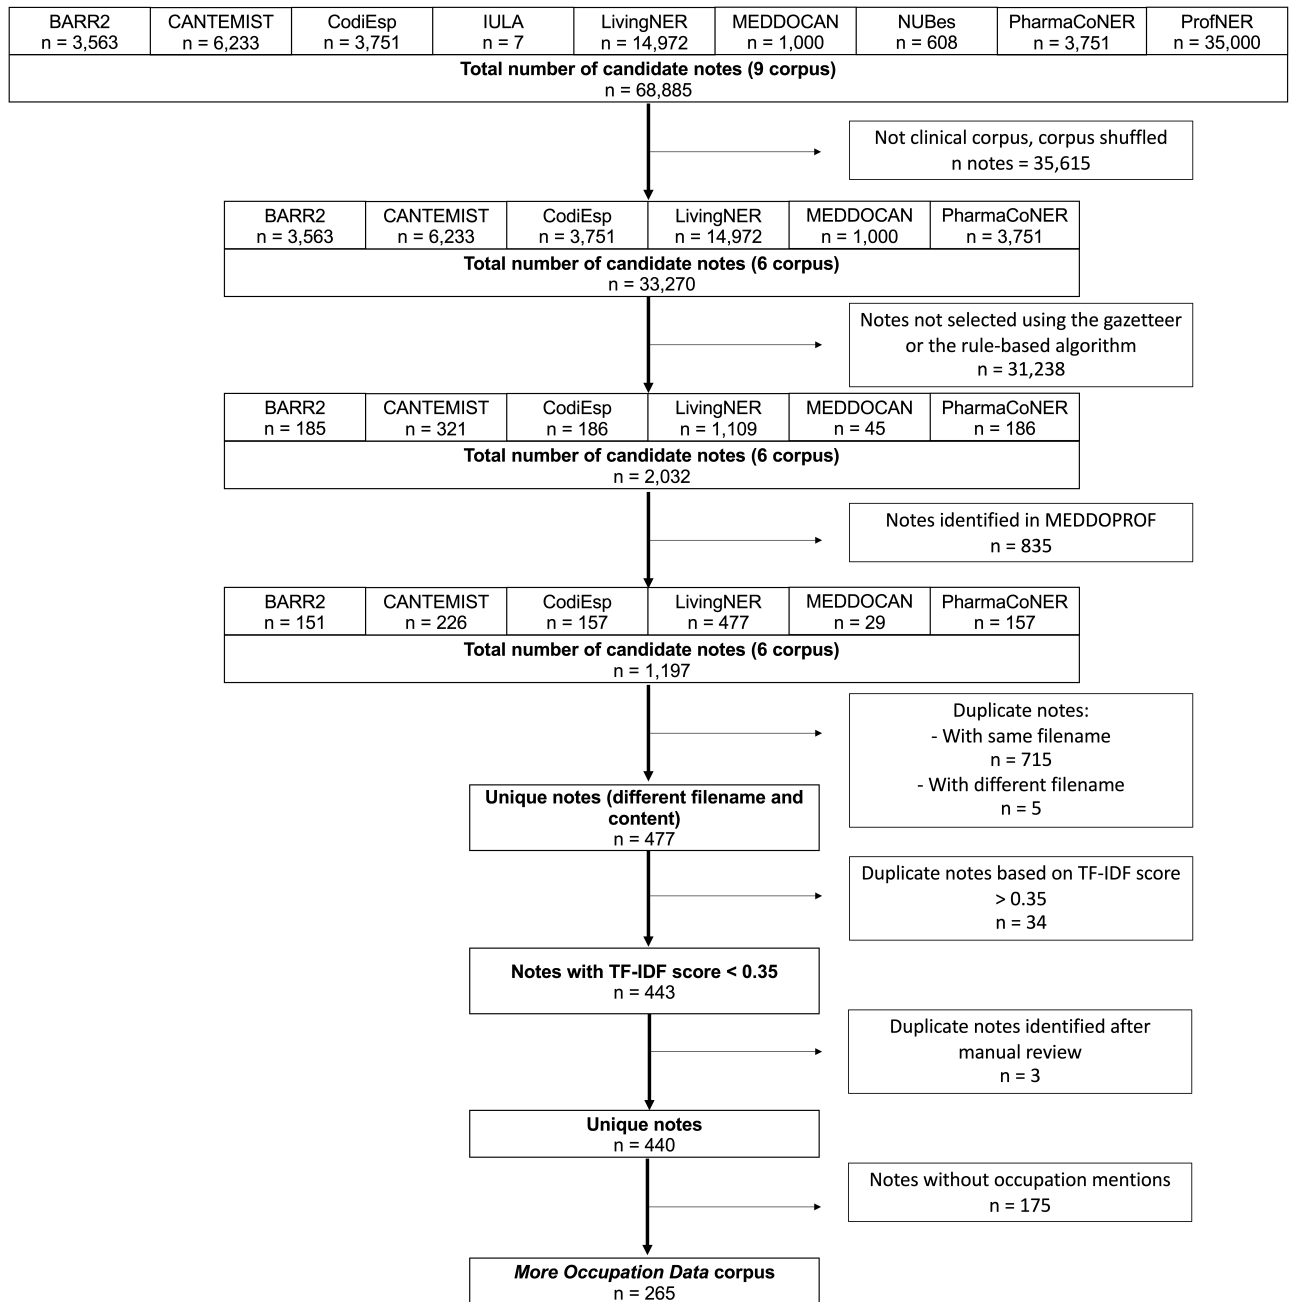 BARR2
n = 3,563
CANTEMIST
n = 6,233
CodiEsp
n = 3,751
IULA
n = 7
LivingNER
n = 14,972
MEDDOCAN
n = 1,000
NUBes
n = 608
PharmaCoNER
n = 3,751
ProfNER
n = 35,000
Total number of candidate notes (9 corpus)
n = 68,885
Not clinical corpus, corpus shuffled
n notes = 35,615
BARR2
n = 3,563
CANTEMIST
n = 6,233
CodiEsp
n = 3,751
LivingNER
n = 14,972
MEDDOCAN
n = 1,000
PharmaCoNER
n = 3,751
Total number of candidate notes (6 corpus)
n = 33,270
Notes not selected using the gazetteer
or the rule-based algorithm
n = 31,238
BARR2
n = 185
CANTEMIST
n = 321
CodiEsp
n = 186
LivingNER
n = 1,109
MEDDOCAN
n = 45
PharmaCoNER
n = 186
Total number of candidate notes (6 corpus)
n = 2,032
Notes identified in MEDDOPROF
n = 835
BARR2
n = 151
CANTEMIST
n = 226
CodiEsp
n = 157
LivingNER
n = 477
MEDDOCAN
n = 29
PharmaCoNER
n = 157
Total number of candidate notes (6 corpus)
n = 1,197
Duplicate notes:
- With same filename
n = 715
- With different filename
n = 5
Unique notes (different filename and
content)
n = 477
Duplicate notes based on TF-IDF score
> 0.35
n = 34
Notes with TF-IDF score < 0.35
n = 443
Duplicate notes identified after
manual review
n = 3
Unique notes
n = 440
Notes without occupation mentions
n = 175
More Occupation Data corpus
n = 265